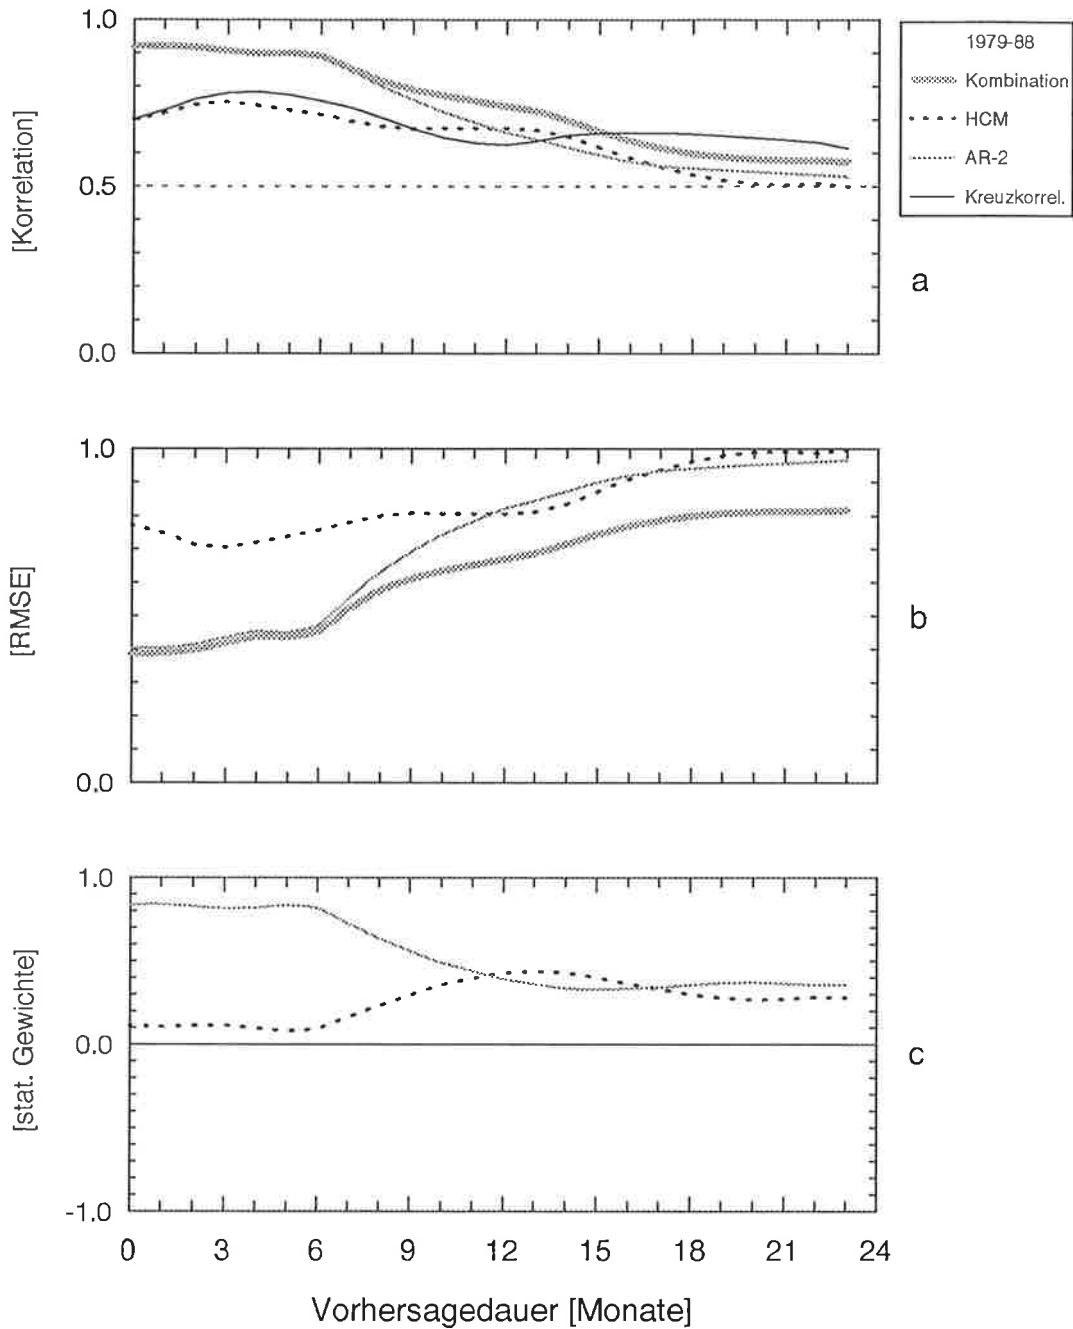 1.0
0.5
0.0
[Korrelation]
1979-88
Kombination
HCM
AR-2
Kreuzkorrel.
a
1.0
0.0
[RMSE]
b
1.0
0.0
-1.0
[stat. Gewichte]
c
0 3 6 9 12 15 18 21 24
Vorhersagedauer [Monate]